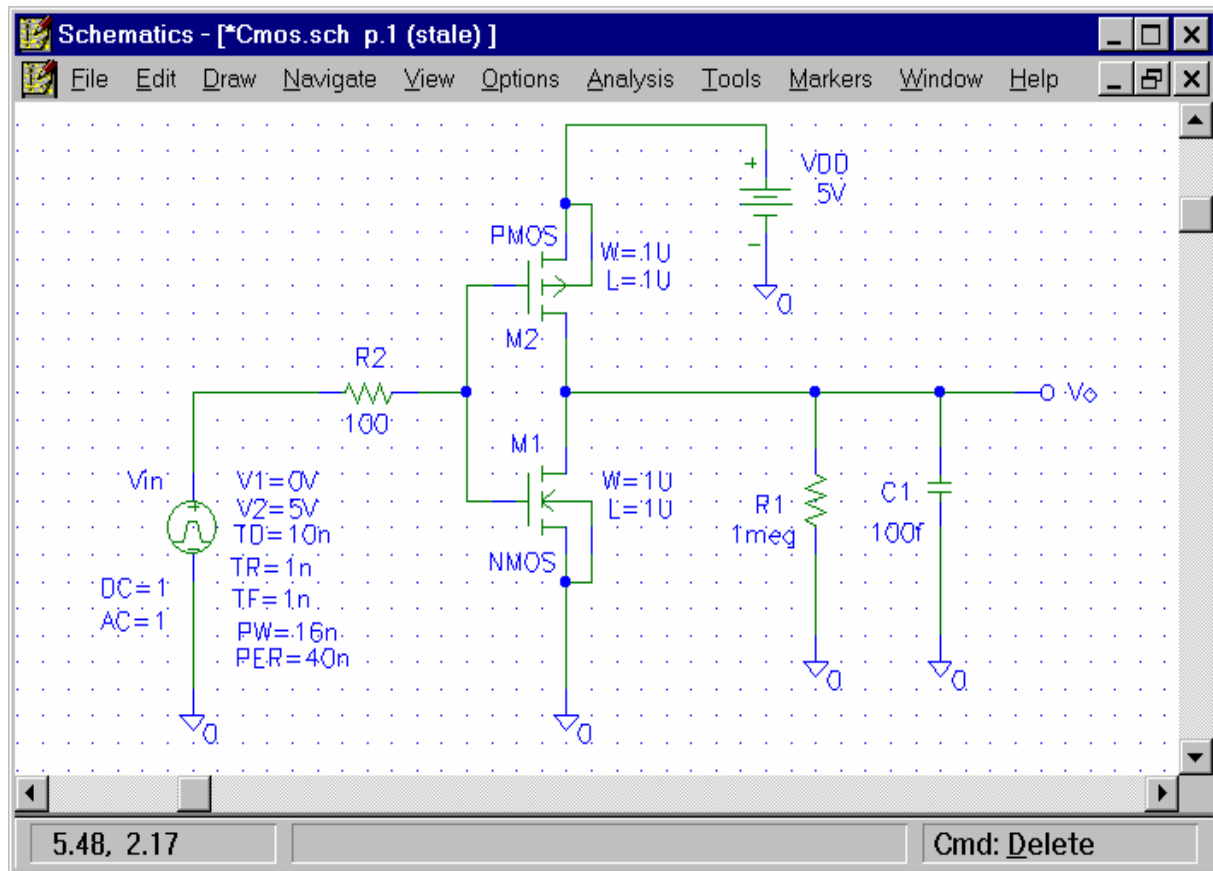 Schematics - [*Cmos.sch p.1 (stale) ]
File Edit Draw Navigate View Options Analysis Tools Markers Window Help
VDD
5V
+
-
0
PMOS
W=1U
L=1U
M2
R2
100
Vo
M1
W=1U
L=1U
NMOS
Vin
V1=0V
V2=5V
TD=10n
TR=1n
TF=1n
PW=16n
PER=40n
+
DC=1
AC=1
R1
1meg
C1
100f
0
0
0
0
5.48, 2.17
Cmd: Delete